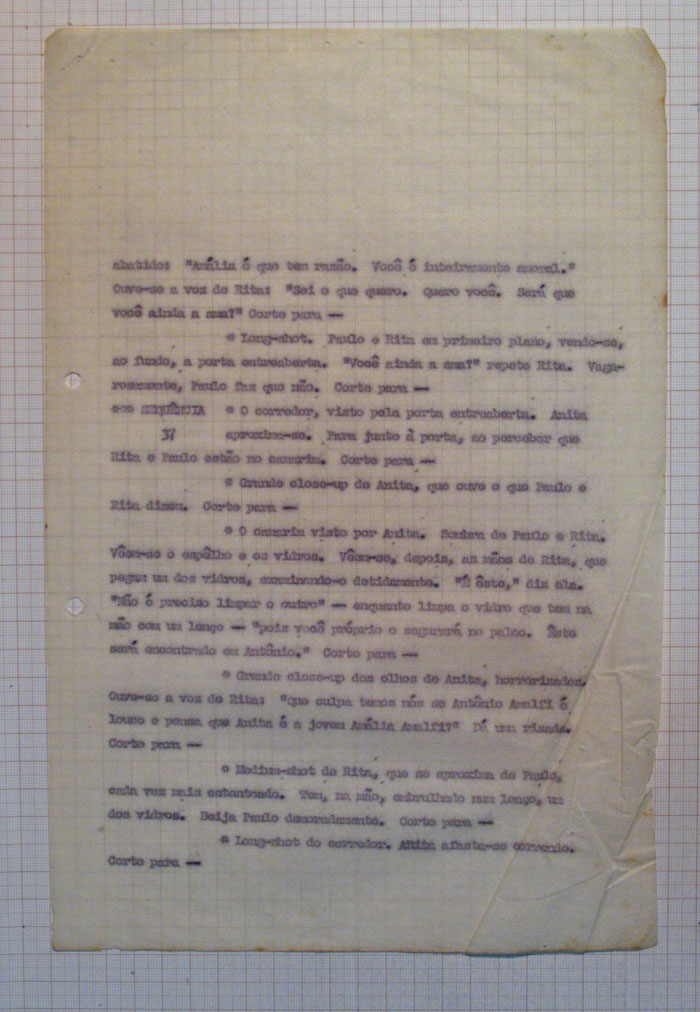 abatido: "Amália é que tem razão. Você é inteiramente amoral."
Ouve-se a voz de Rita: "Sei o que quero. Quero você. Será que
você ainda a ama?" Corte para —
* Long-shot. Paulo e Rita em primeiro plano, vendo-se,
ao fundo, a porta entreaberta. "Você ainda a ama?" repete Rita. Vaga-
rosamente, Paulo faz que não. Corte para —
*** SEQUÊNCIA * O corredor, visto pela porta entreaberta. Anita
37 aproxima-se. Para junto à porta, ao perceber que
Rita e Paulo estão no camarim. Corte para —
* Grande close-up de Anita, que ouve o que Paulo e
Rita dizem. Corte para —
* O camarim visto por Anita. Sombra de Paulo e Rita.
Vêem-se o espêlho e os vidros. Vêem-se, depois, as mãos de Rita, que
pegam um dos vidros, examinando-o detidamente. "É êste," diz ela.
"Não é preciso limpar o outro" — enquanto limpa o vidro que tem na
mão com um lenço — "pois você próprio o segurará no palco. Êste
será encontrado em Antônio." Corte para —
* Grande close-up dos olhos de Anita, horrorizados.
Ouve-se a voz de Rita: "que culpa temos nós se Antônio Amalfi é
louco e pensa que Anita é a jovem Amália Amalfi?" Dá uma risada.
Corte para —
* Medium-shot de Rita, que se aproxima de Paulo,
cada vez mais estonteado. Tem, na mão, embrulhado num lenço, um
dos vidros. Beija Paulo demoradamente. Corte para —
* Long-shot do corredor. Anita afasta-se correndo.
Corte para —